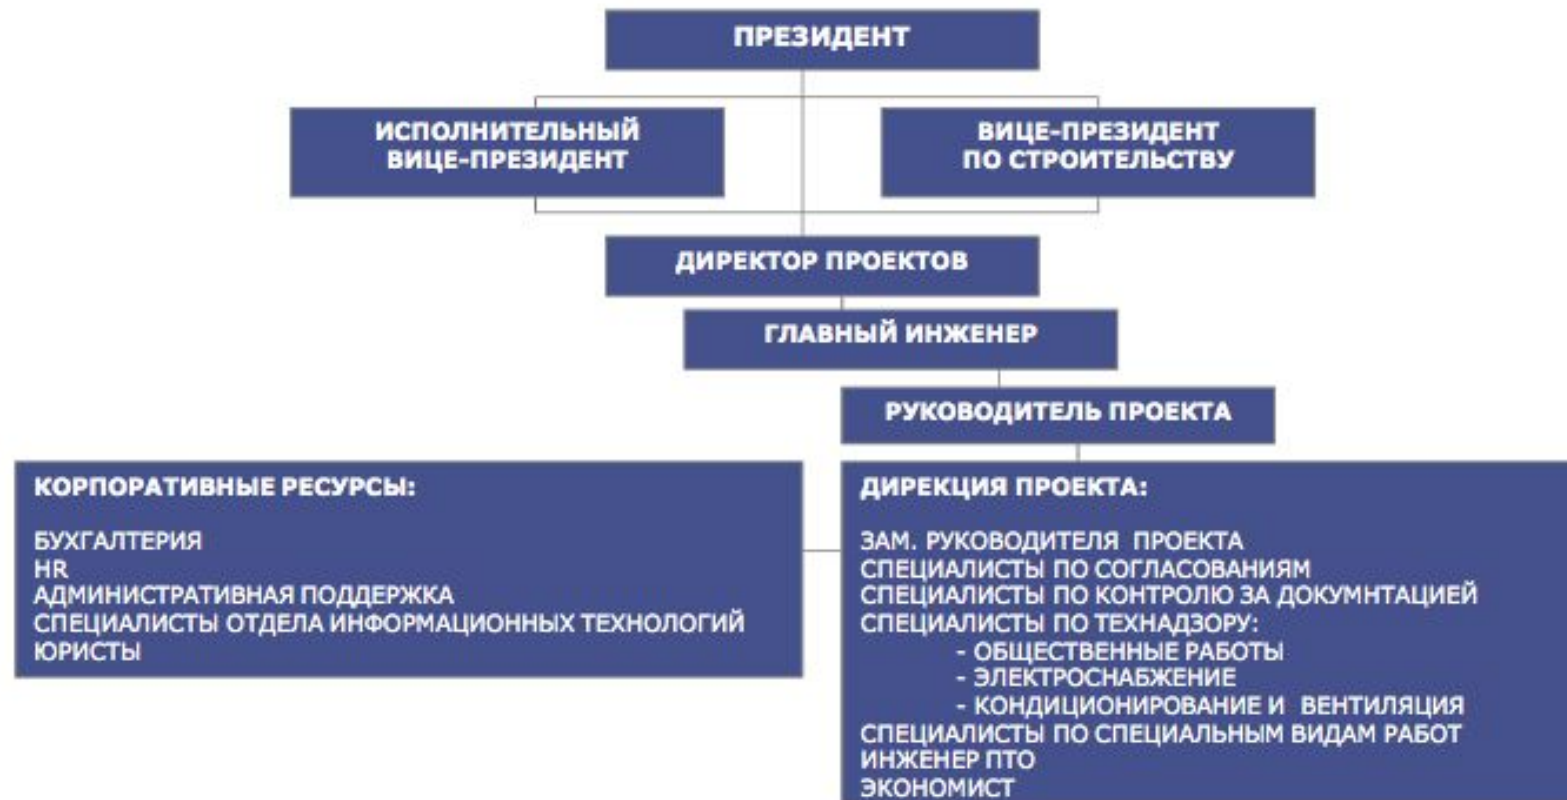 ПРЕЗИДЕНТ
ИСПОЛНИТЕЛЬНЫЙ
ВИЦЕ-ПРЕЗИДЕНТ
ВИЦЕ-ПРЕЗИДЕНТ
ПО СТРОИТЕЛЬСТВУ
ДИРЕКТОР ПРОЕКТОВ
ГЛАВНЫЙ ИНЖЕНЕР
РУКОВОДИТЕЛЬ ПРОЕКТА
КОРПОРАТИВНЫЕ РЕСУРСЫ:
БУХГАЛТЕРИЯ
HR
АДМИНИСТРАТИВНАЯ ПОДДЕРЖКА
СПЕЦИАЛИСТЫ ОТДЕЛА ИНФОРМАЦИОННЫХ ТЕХНОЛОГИЙ
ЮРИСТЫ
ДИРЕКЦИЯ ПРОЕКТА:
ЗАМ. РУКОВОДИТЕЛЯ ПРОЕКТА
СПЕЦИАЛИСТЫ ПО СОГЛАСОВАНИЯМ
СПЕЦИАЛИСТЫ ПО КОНТРОЛЮ ЗА ДОКУМНТАЦИЕЙ
СПЕЦИАЛИСТЫ ПО ТЕХНАДЗОРУ:
- ОБЩЕСТВЕННЫЕ РАБОТЫ
- ЭЛЕКТРОСНАБЖЕНИЕ
- КОНДИЦИОНИРОВАНИЕ И ВЕНТИЛЯЦИЯ
СПЕЦИАЛИСТЫ ПО СПЕЦИАЛЬНЫМ ВИДАМ РАБОТ
ИНЖЕНЕР ПТО
ЭКОНОМИСТ